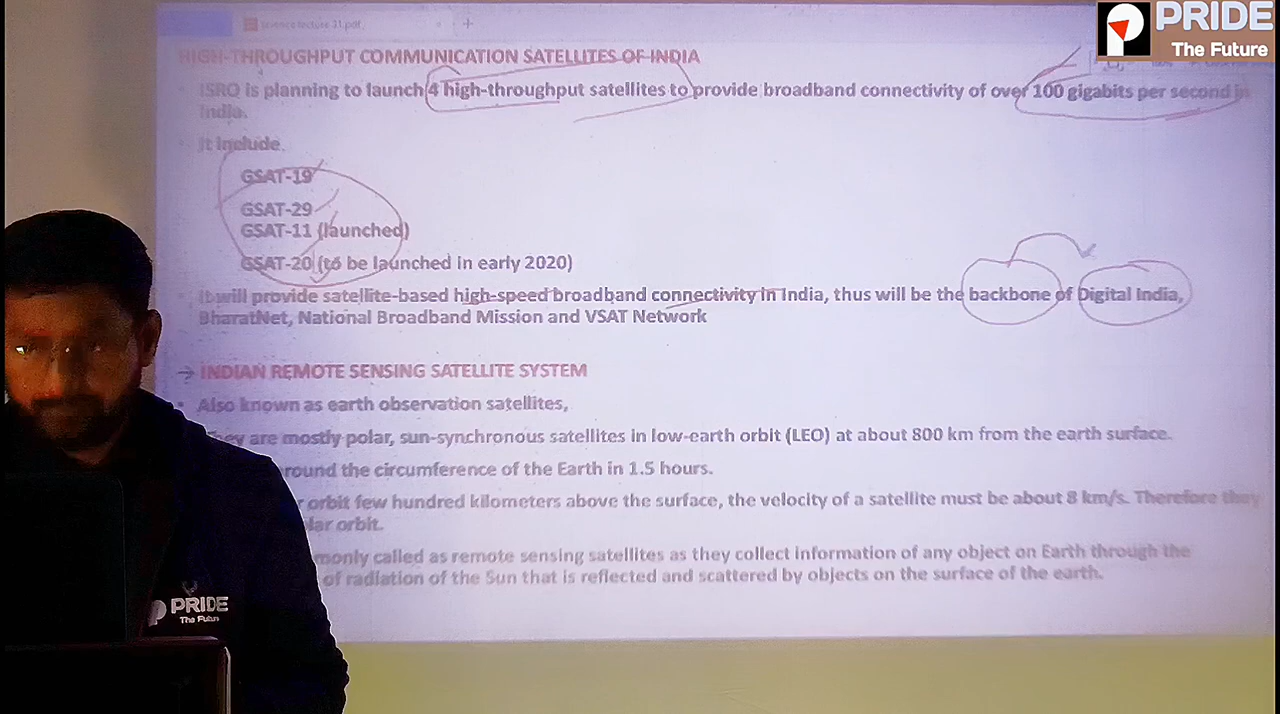 science lecture 31.pdf
PRIDE
The Future
HIGH-THROUGHPUT COMMUNICATION SATELLITES OF INDIA
ISRO is planning to launch 4 high-throughput satellites to provide broadband connectivity of over 100 gigabits per second in
India.
It include.
GSAT-19
GSAT-29
GSAT-11 (launched)
GSAT-20 (to be launched in early 2020)
It will provide satellite-based high-speed broadband connectivity in India, thus will be the backbone of Digital India,
BharatNet, National Broadband Mission and VSAT Network
→ INDIAN REMOTE SENSING SATELLITE SYSTEM
Also known as earth observation satellites,
They are mostly polar, sun-synchronous satellites in low-earth orbit (LEO) at about 800 km from the earth surface.
round the circumference of the Earth in 1.5 hours.
orbit few hundred kilometers above the surface, the velocity of a satellite must be about 8 km/s. Therefore they
lar orbit.
monly called as remote sensing satellites as they collect information of any object on Earth through the
of radiation of the Sun that is reflected and scattered by objects on the surface of the earth.
PRIDE
The Future